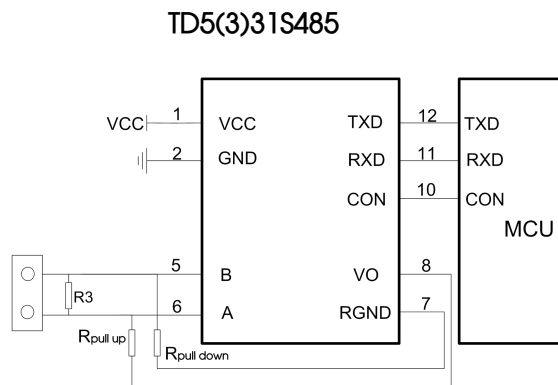 TD5(3)31S485
VCC 1 VCC TXD 12 TXD
2 GND RXD 11 RXD
CON 10 CON
MCU
5 B VO 8
R3
6 A RGND 7
Rpull up
Rpull down